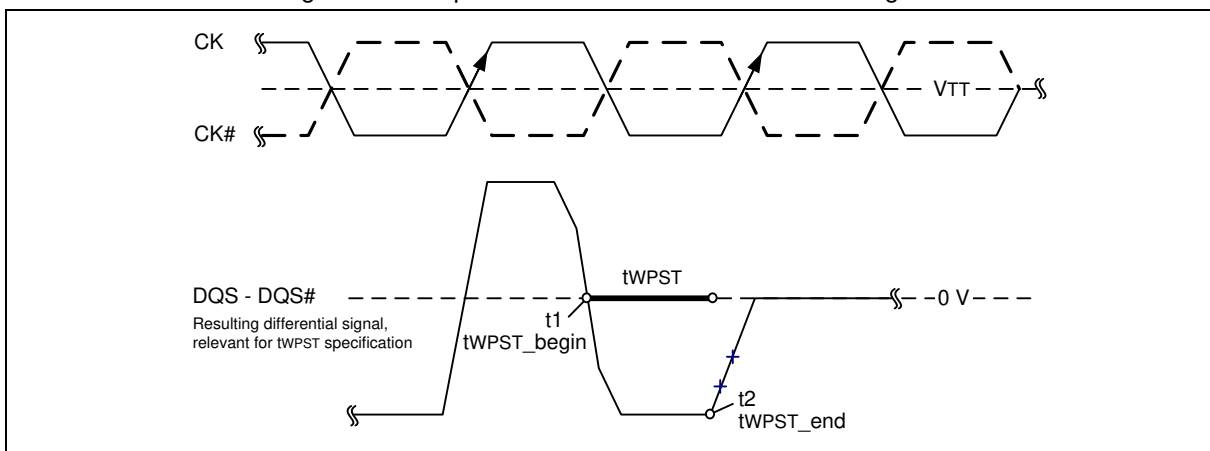 CK
VTT
CK#
tWPST
DQS - DQS#
0 V
Resulting differential signal,
relevant for tWPST specification
t1
tWPST_begin
t2
tWPST_end